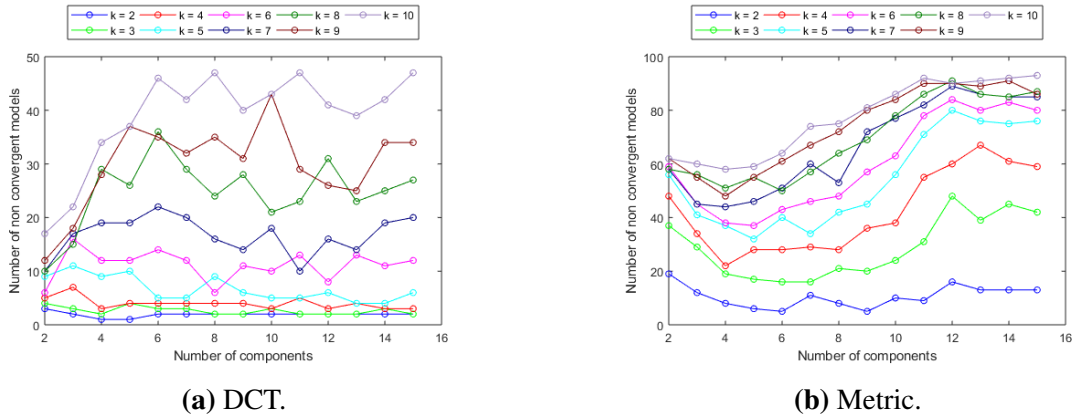 k = 2 k = 4 k = 6 k = 8 k = 10
k = 3 k = 5 k = 7 k = 9
50
40
30
20
10
0
Number of non convergent models
2 4 6 8 10 12 14 16
Number of components
(a) DCT.
k = 2 k = 4 k = 6 k = 8 k = 10
k = 3 k = 5 k = 7 k = 9
100
80
60
40
20
0
Number of non convergent models
2 4 6 8 10 12 14 16
Number of components
(b) Metric.